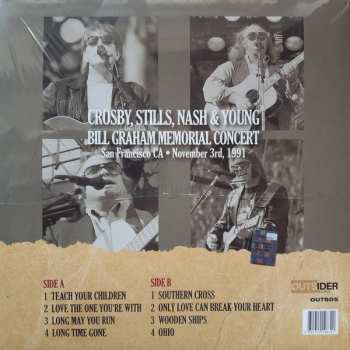 CROSBY, STILLS, NASH & YOUNG
BILL GRAHAM MEMORIAL CONCERT
San Francisco CA • November 3rd, 1991
SIDE A
1 TEACH YOUR CHILDREN
2 LOVE THE ONE YOU'RE WITH
3 LONG MAY YOU RUN
4 LONG TIME GONE
SIDE B
1 SOUTHERN CROSS
2 ONLY LOVE CAN BREAK YOUR HEART
3 WOODEN SHIPS
4 OHIO
OUTSIDER
OUTS05